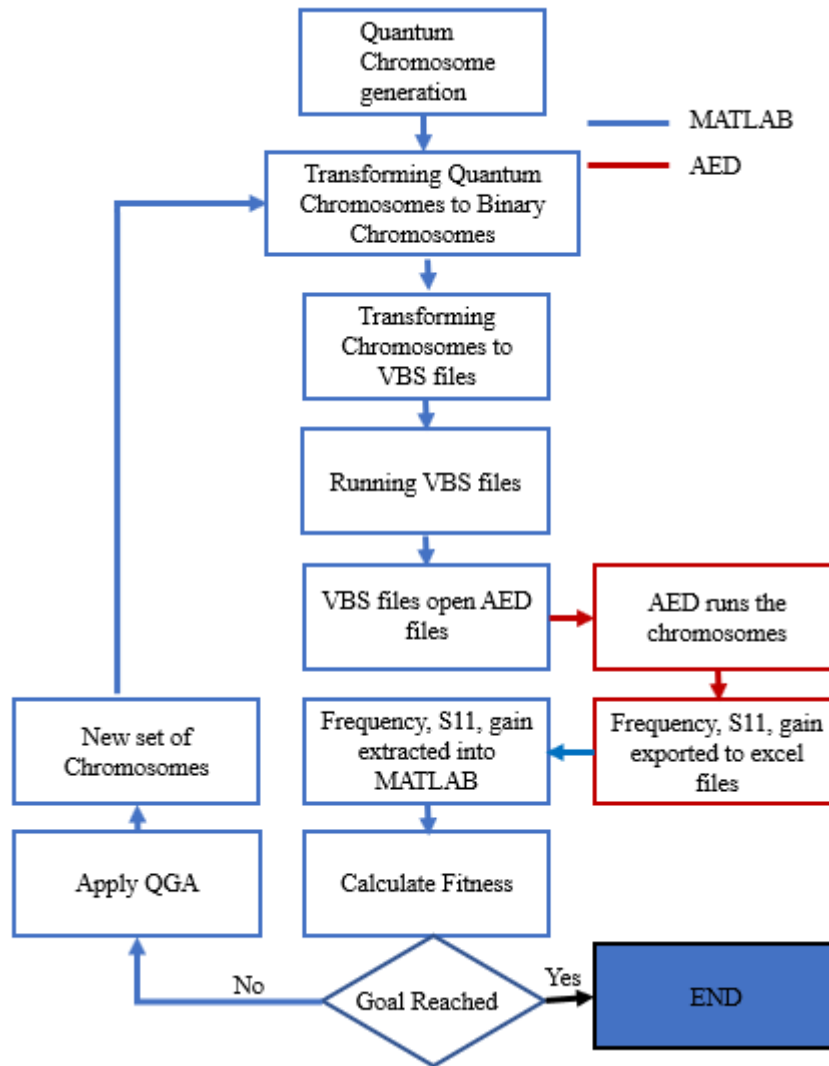 Quantum
Chromosome
generation
MATLAB
AED
Transforming Quantum
Chromosomes to Binary
Chromosomes
Transforming
Chromosomes to
VBS files
Running VBS files
VBS files open AED
files
AED runs the
chromosomes
New set of
Chromosomes
Frequency, S11, gain
extracted into
MATLAB
Frequency, S11, gain
exported to excel
files
Apply QGA
Calculate Fitness
No
Goal Reached
Yes
END